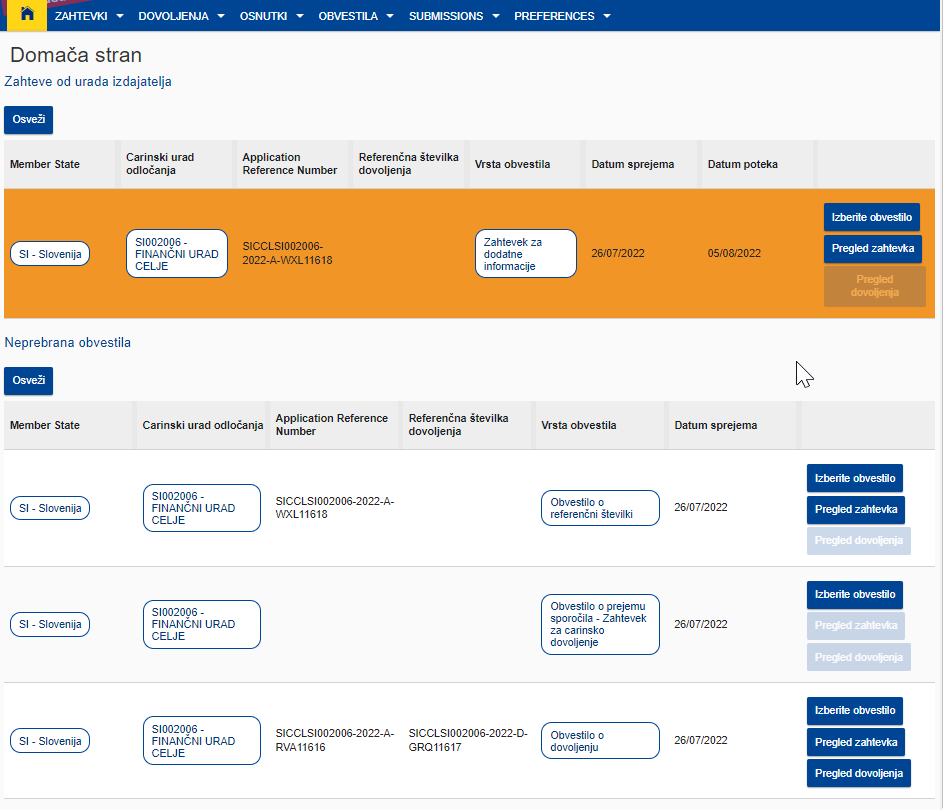 ZAHTEVKI DOVOLJENJA OSNUTKI OBVESTILA SUBMISSIONS PREFERENCES
Domača stran
Zahteve od urada izdajatelja
Osveži
Member State
Carinski urad
odločanja
Application
Reference Number
Referenčna številka
dovoljenja
Vrsta obvestila
Datum sprejema
Datum poteka
SI - Slovenija
SI002006 -
FINANČNI URAD
CELJE
SICCLSI002006-
2022-A-WXL11618
Zahtevek za
dodatne
informacije
26/07/2022
05/08/2022
Izberite obvestilo
Pregled zahtevka
Pregled
dovoljenja
Neprebrana obvestila
Osveži
Member State
Carinski urad odločanja
Application Reference
Number
Referenčna številka
dovoljenja
Vrsta obvestila
Datum sprejema
SI - Slovenija
SI002006 -
FINANČNI URAD
CELJE
SICCLSI002006-2022-A-
WXL11618
Obvestilo o
referenčni številki
26/07/2022
Izberite obvestilo
Pregled zahtevka
Pregled dovoljenja
SI - Slovenija
SI002006 -
FINANČNI URAD
CELJE
Obvestilo o prejemu
sporočila - Zahtevek
za carinsko
dovoljenje
26/07/2022
Izberite obvestilo
Pregled zahtevka
Pregled dovoljenja
SI - Slovenija
SI002006 -
FINANČNI URAD
CELJE
SICCLSI002006-2022-A-
RVA11616
SICCLSI002006-2022-D-
GRQ11617
Obvestilo o
dovoljenju
26/07/2022
Izberite obvestilo
Pregled zahtevka
Pregled dovoljenja